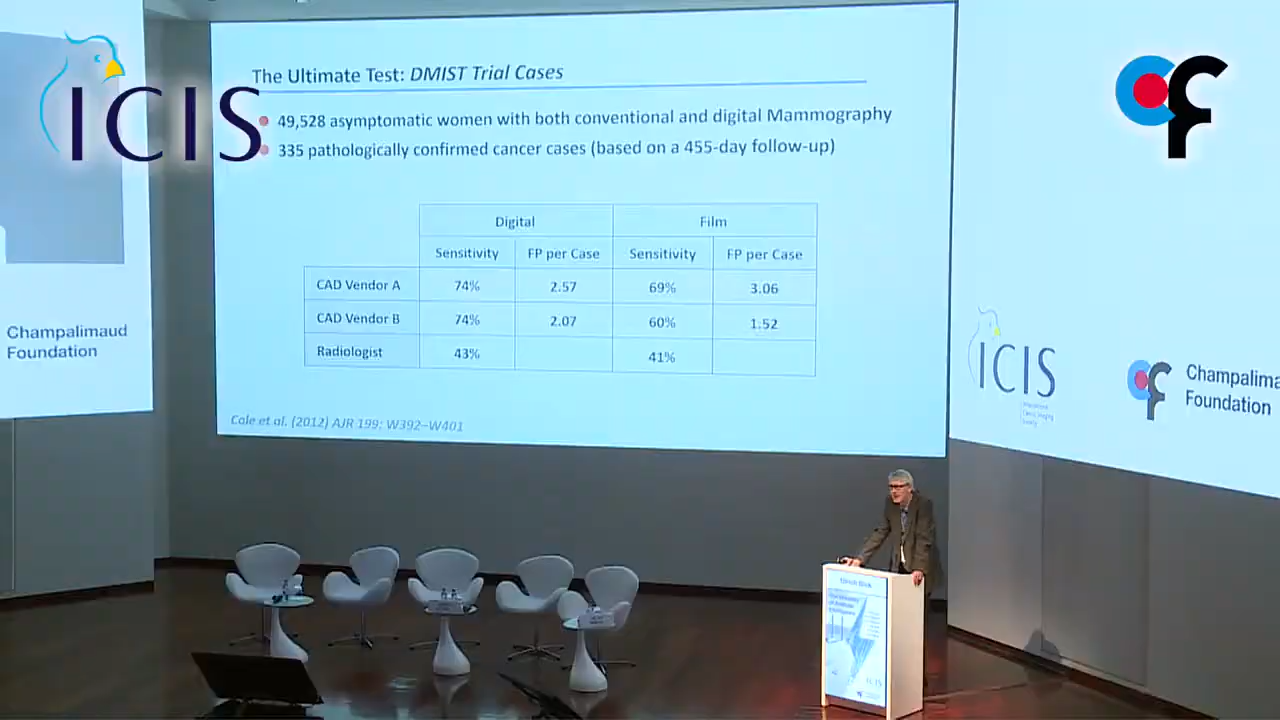 ICIS
The Ultimate Test: DMIST Trial Cases
49,528 asymptomatic women with both conventional and digital Mammography
335 pathologically confirmed cancer cases (based on a 455-day follow-up)
Digital Film
Sensitivity FP per Case Sensitivity FP per Case
CAD Vendor A 74% 2.57 69% 3.06
CAD Vendor B 74% 2.07 60% 1.52
Radiologist 43% 41%
Cole et al. (2012) AJR 199: W392–W401
Champalimaud
Foundation
ICIS
Champalima
Foundation
ICIS